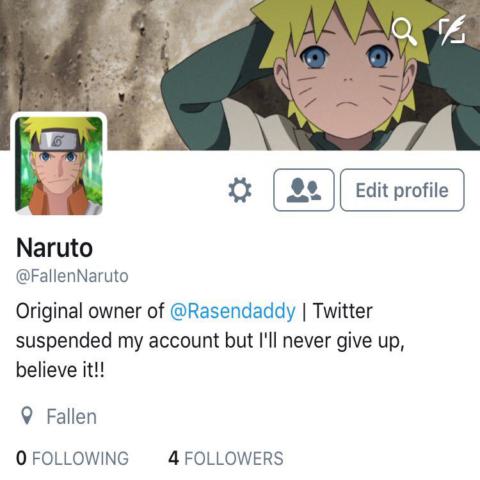 Edit profile
Naruto
@FallenNaruto
Original owner of @Rasendaddy | Twitter
suspended my account but I'll never give up,
believe it!!
Fallen
0 FOLLOWING 4 FOLLOWERS